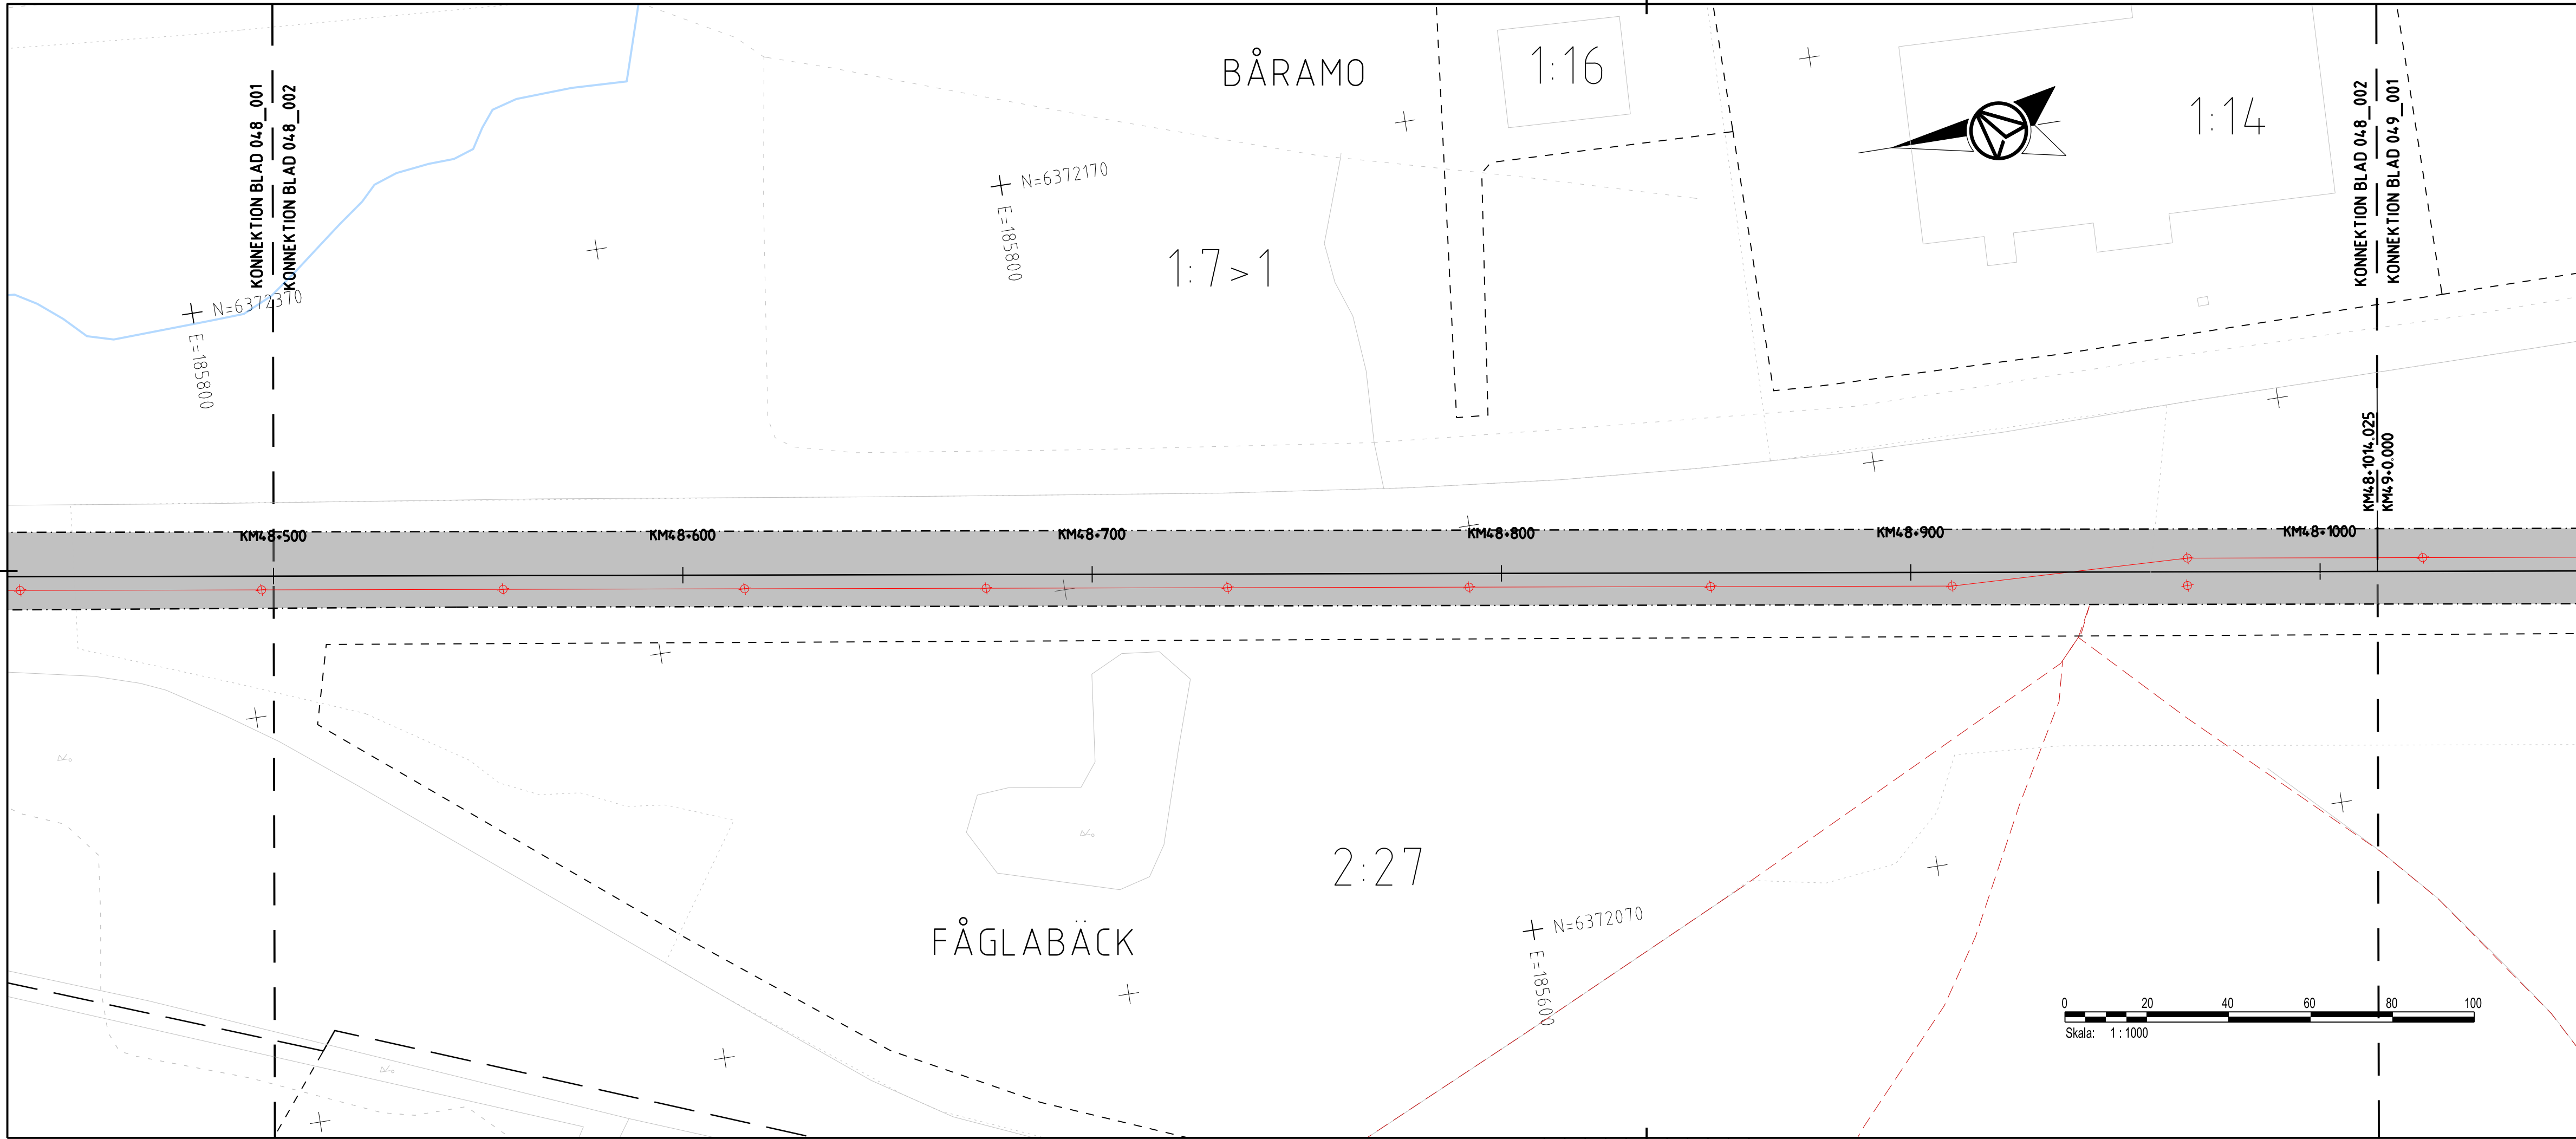 BÅRAMO
1:16
1:14
KONNEKTION BLAD 048_001
KONNEKTION BLAD 048_002
KONNEKTION BLAD 048_002
KONNEKTION BLAD 049_001
N=6372170
E=185800
1:7>1
N=6372370
E=185800
KM48+1014.025
KM49+0.000
KM48+500
KM48+600
KM48+700
KM48+800
KM48+900
KM48+1000
2:27
FÅGLABÄCK
N=6372070
E=185600
0 20 40 60 80 100
Skala: 1 : 1000